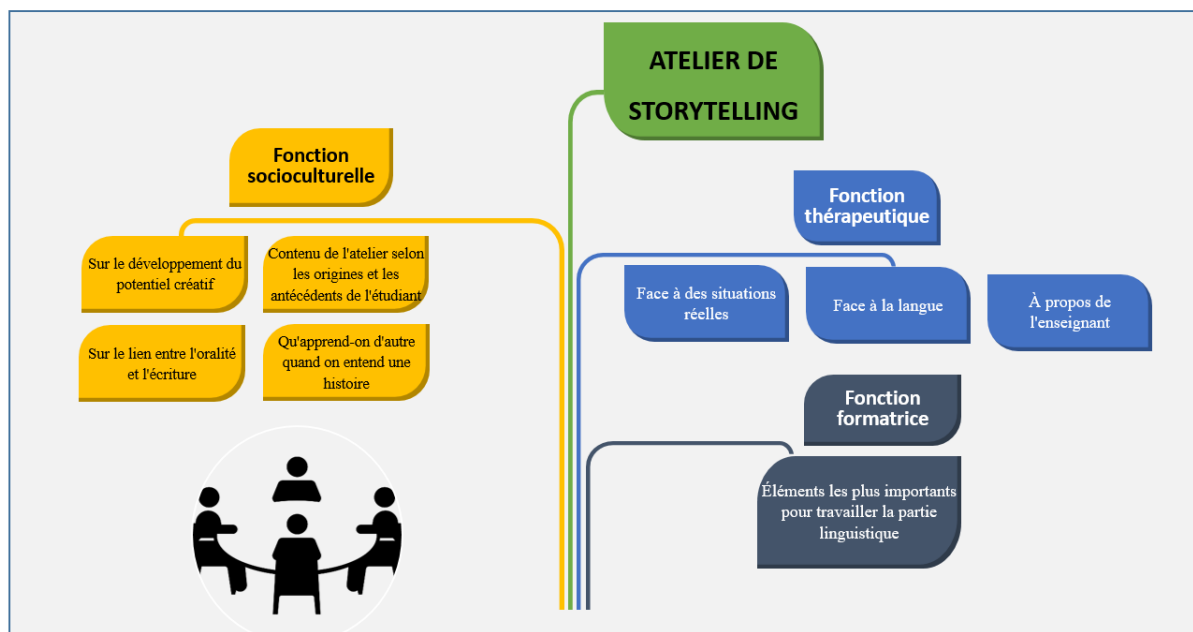 ATELIER DE
STORYTELLING
Fonction
socioculturelle
Sur le développement du
potentiel créatif
Contenu de l'atelier selon
les origines et les
antécédents de l'étudiant
Sur le lien entre l'oralité
et l'écriture
Qu'apprend-on d'autre
quand on entend une
histoire
Fonction
thérapeutique
Face à des situations
réelles
Face à la langue
À propos de
l'enseignant
Fonction
formatrice
Éléments les plus importants
pour travailler la partie
linguistique